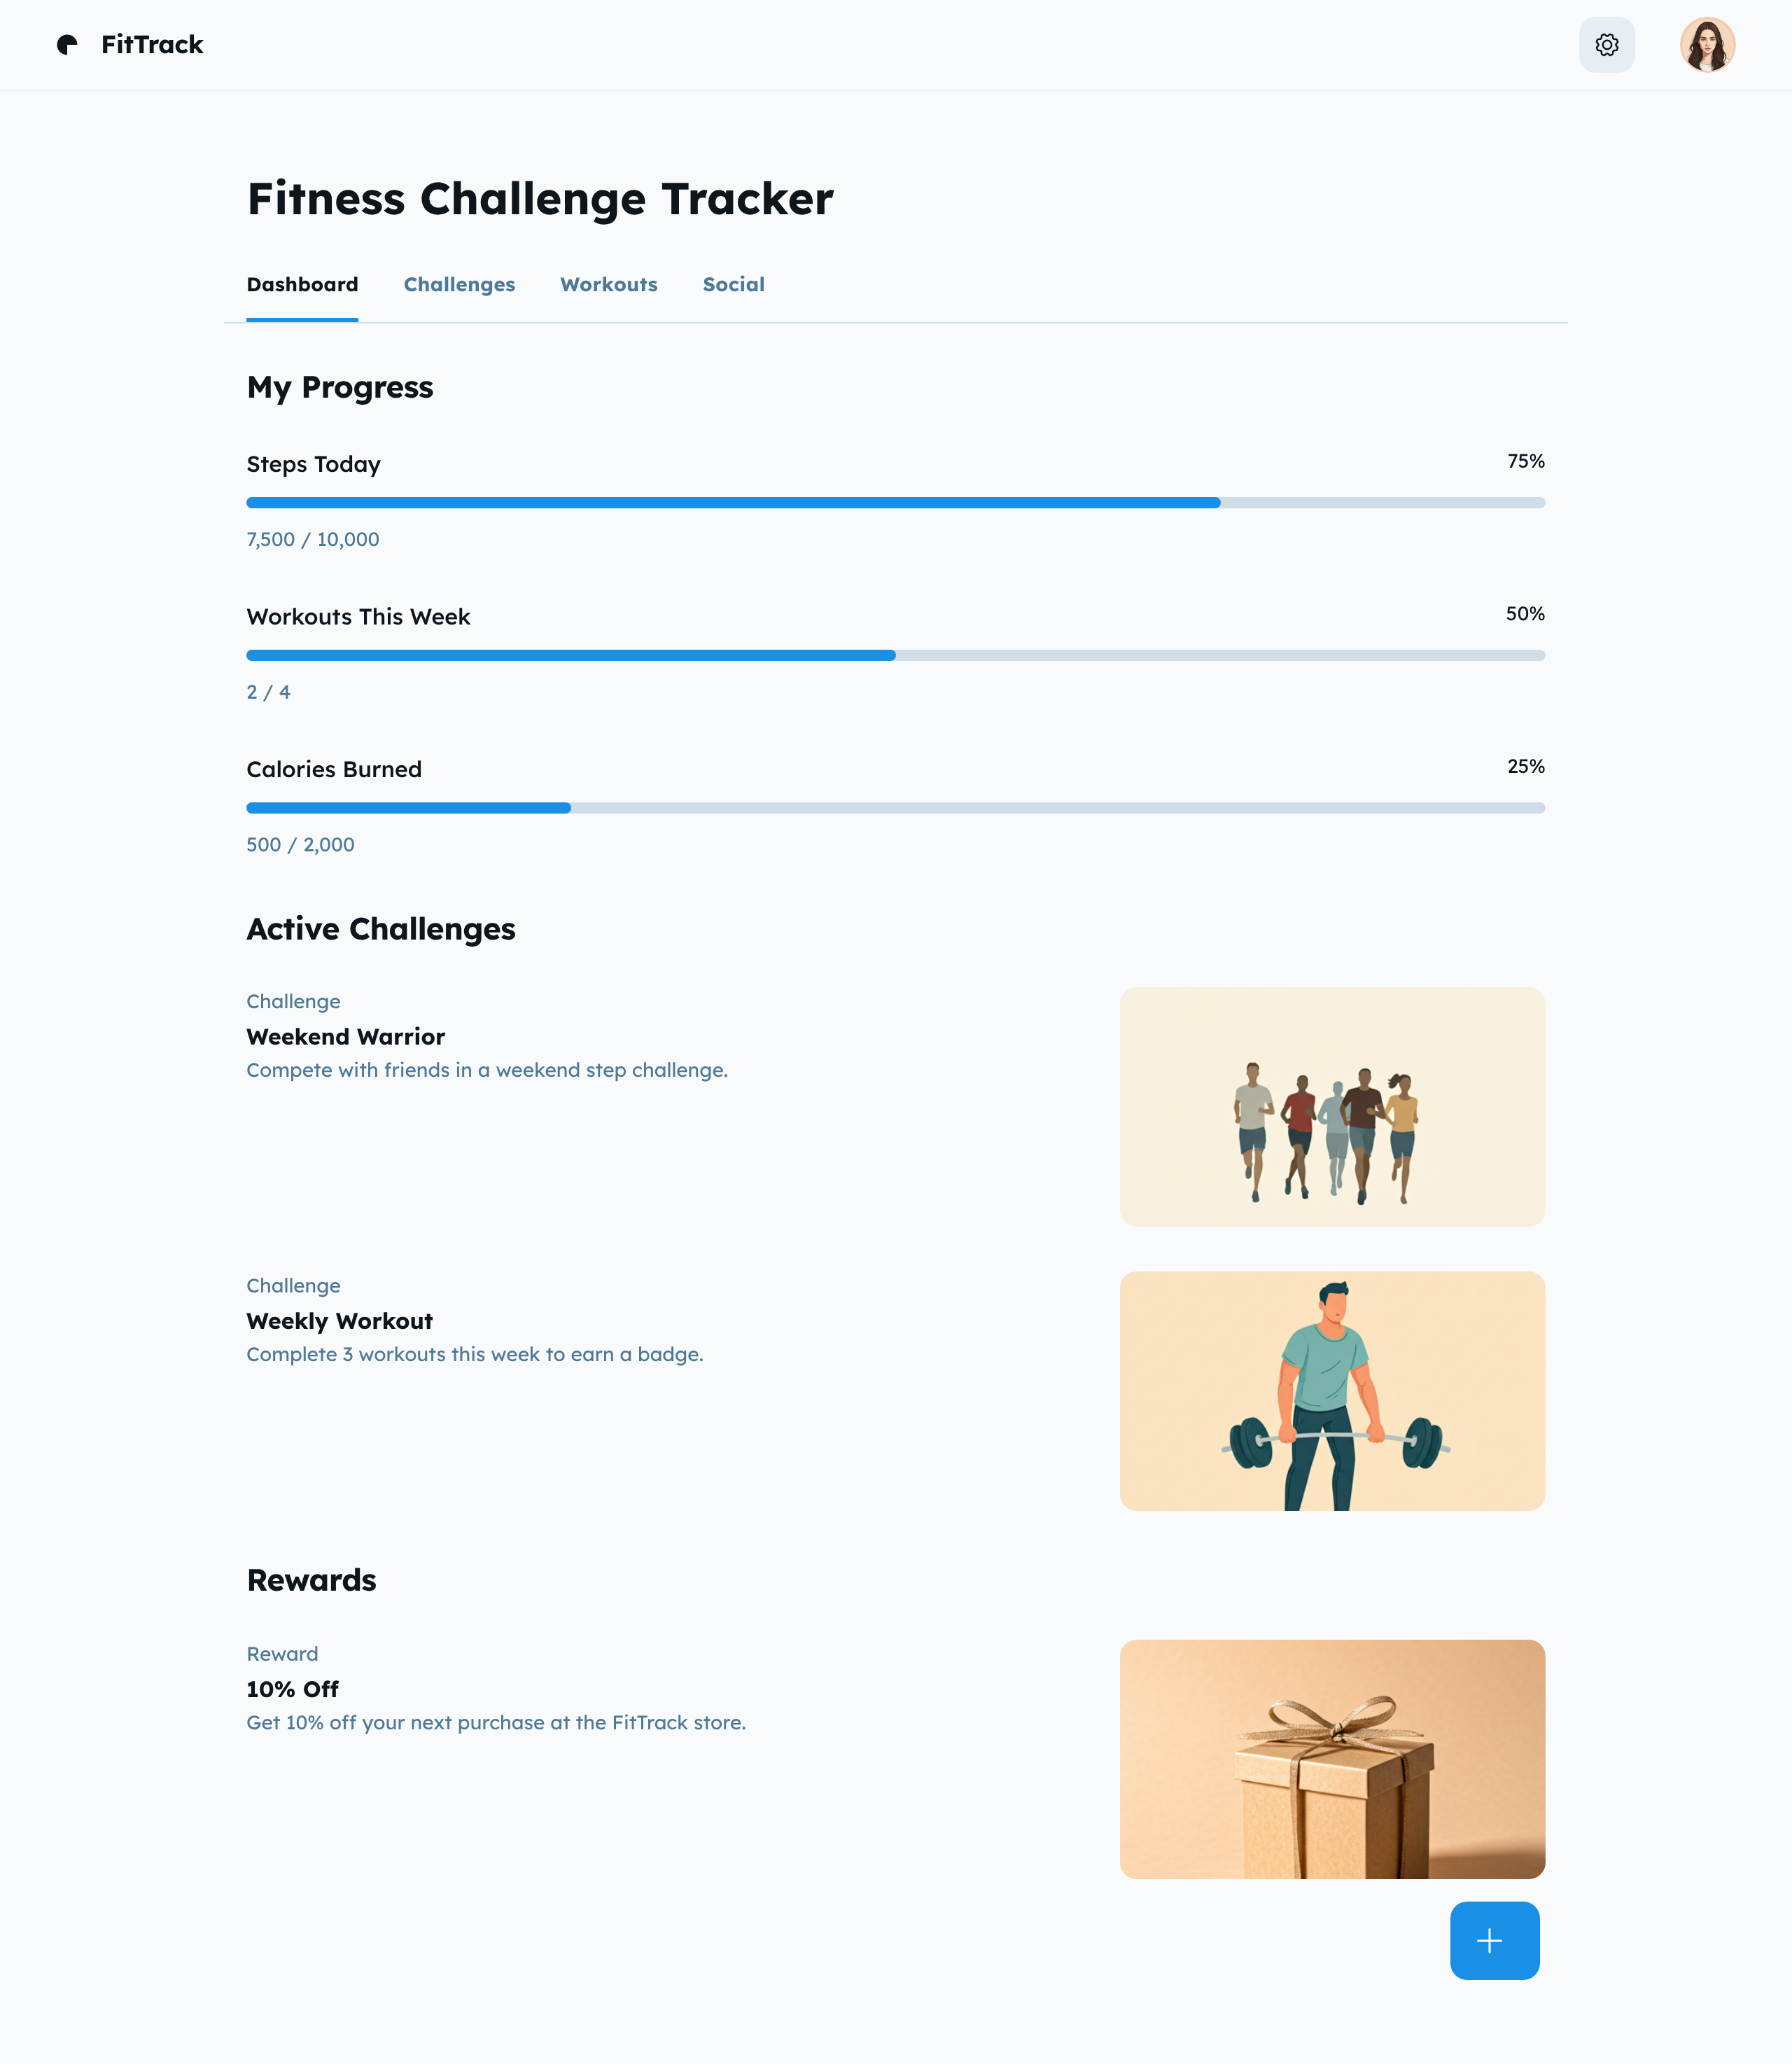 FitTrack
Fitness Challenge Tracker
Dashboard Challenges Workouts Social
My Progress
Steps Today 75%
7,500 / 10,000
Workouts This Week 50%
2 / 4
Calories Burned 25%
500 / 2,000
Active Challenges
Challenge
Weekend Warrior
Compete with friends in a weekend step challenge.
Challenge
Weekly Workout
Complete 3 workouts this week to earn a badge.
Rewards
Reward
10% Off
Get 10% off your next purchase at the FitTrack store.